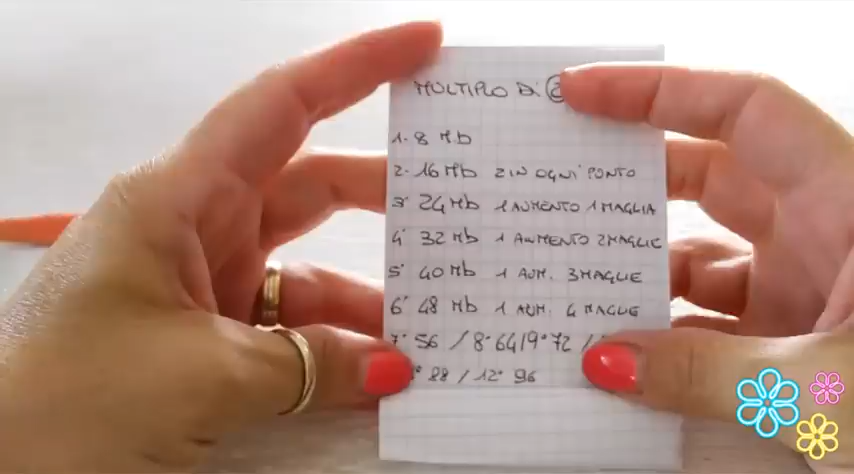 MULTIPLO DI
1. 8 Mb
2- 16 Mb 2 IN OGNI PUNTO
3° 24 Mb 1 AUMENTO 1 MAGLIA
4° 32 Mb 1 AUMENTO 2 MAGLIE
5° 40 Mb 1 AUM. 3 MAGLIE
6° 48 Mb 1 AUM. 4 MAGLIE
7° 56 / 8° 64 / 9° 72 /
88 / 12° 96